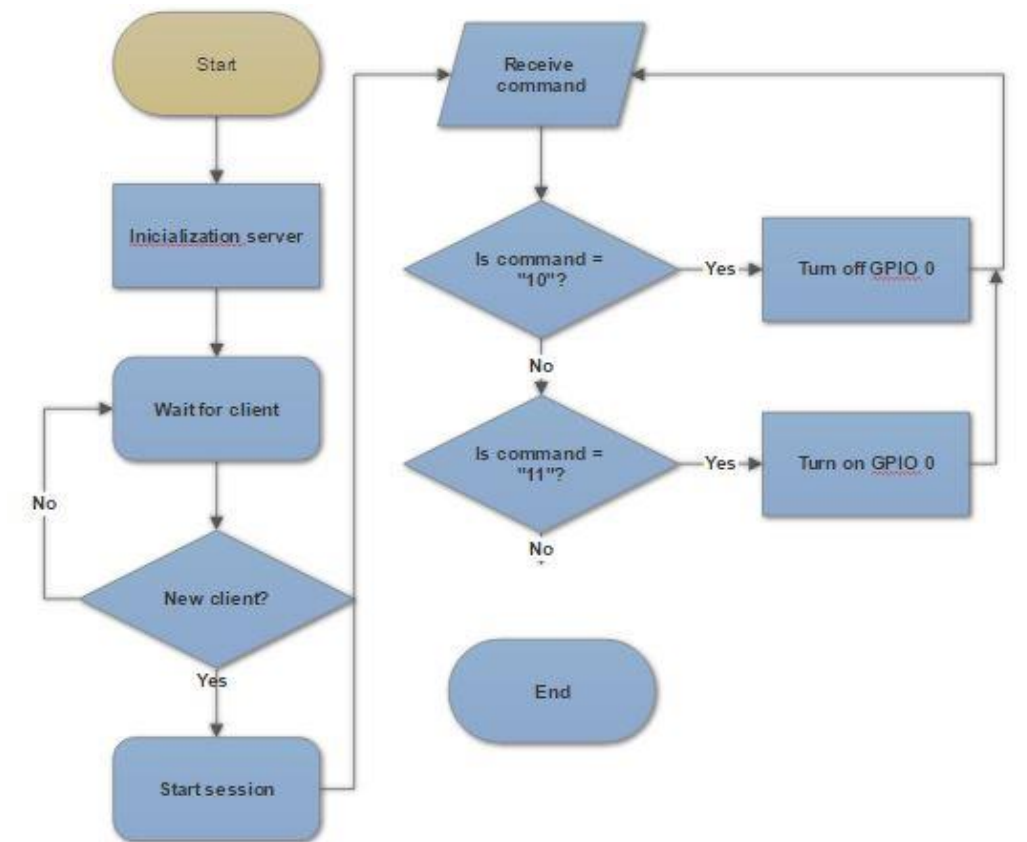 Start
Inicialization server
Wait for client
No
New client?
Yes
Start session
Receive
command
Is command =
"10"?
Yes
Turn off GPIO 0
No
Is command =
"11"?
Yes
Turn on GPIO 0
No
End